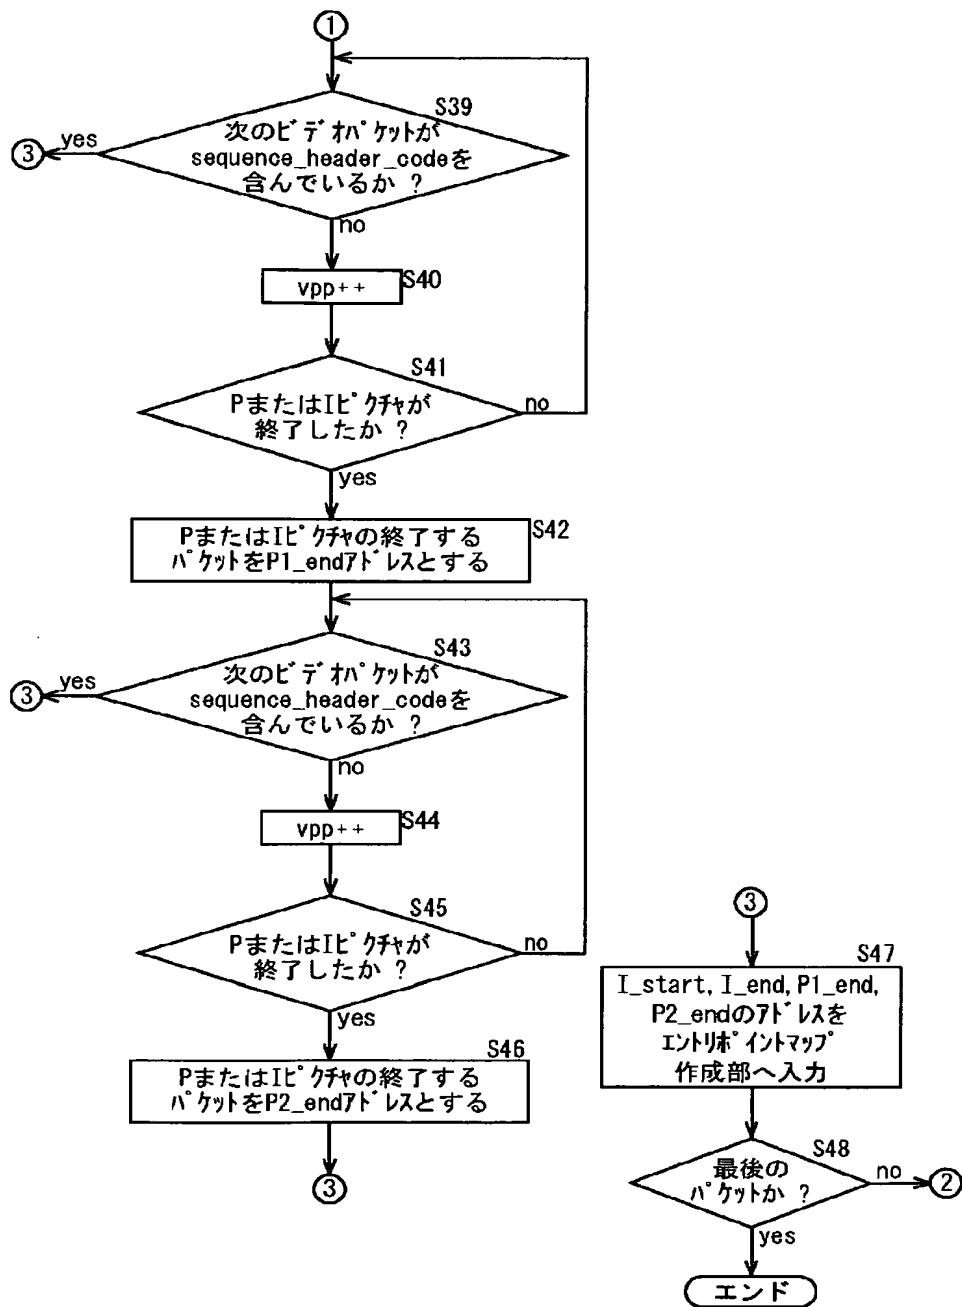 ①
S39
次のビデオパケットが
sequence_header_codeを
含んでいるか ?
yes
③
no
vpp++
S40
S41
PまたはIピクチャが
終了したか ?
no
yes
PまたはIピクチャの終了する
パケットをP1_endアドレスとする
S42
S43
次のビデオパケットが
sequence_header_codeを
含んでいるか ?
yes
③
no
vpp++
S44
S45
PまたはIピクチャが
終了したか ?
no
yes
S46
PまたはIピクチャの終了する
パケットをP2_endアドレスとする
③
③
S47
I_start, I_end, P1_end,
P2_endのアドレスを
エントリポイントマップ
作成部へ入力
S48
最後の
パケットか ?
no
②
yes
エンド